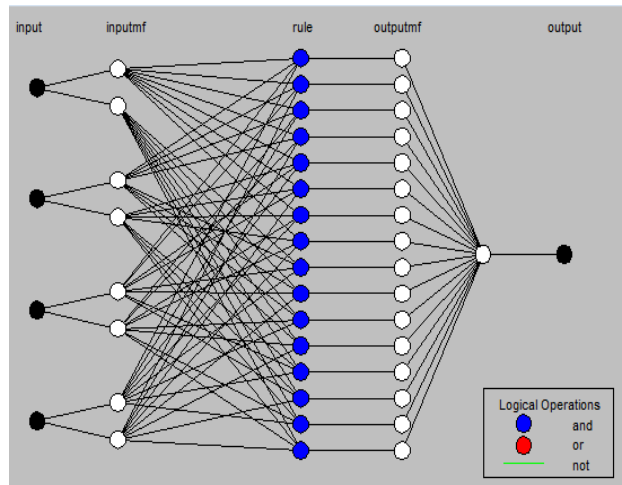 input inputmf rule outputmf output
Logical Operations
and
or
not